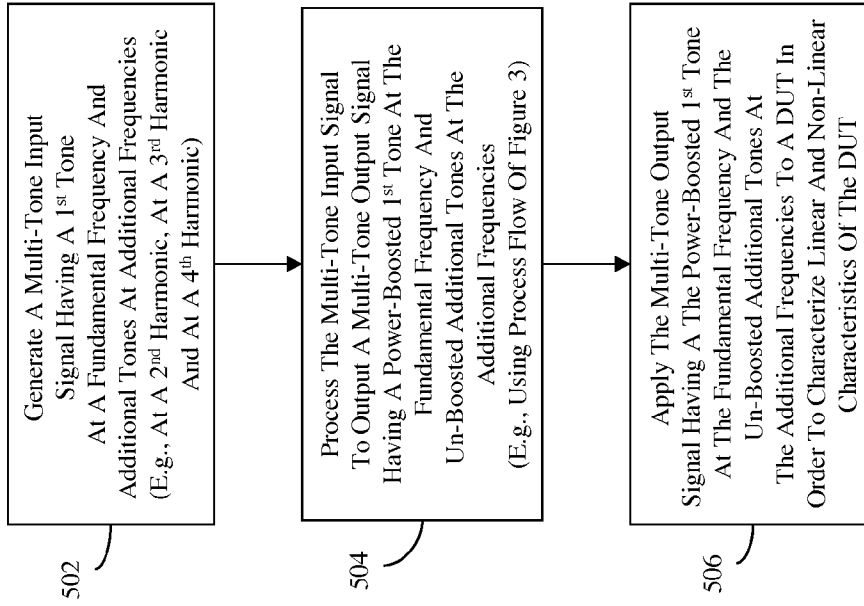 Generate A Multi-Tone Input
Signal Having A 1st Tone
At A Fundamental Frequency And
Additional Tones At Additional Frequencies
(E.g., At A 2nd Harmonic, At A 3rd Harmonic
And At A 4th Harmonic)
502
Process The Multi-Tone Input Signal
To Output A Multi-Tone Output Signal
Having A Power-Boosted 1st Tone At The
Fundamental Frequency And
Un-Boosted Additional Tones At The
Additional Frequencies
(E.g., Using Process Flow Of Figure 3)
504
Apply The Multi-Tone Output
Signal Having A The Power-Boosted 1st Tone
At The Fundamental Frequency And The
Un-Boosted Additional Tones At
The Additional Frequencies To A DUT In
Order To Characterize Linear And Non-Linear
Characteristics Of The DUT
506